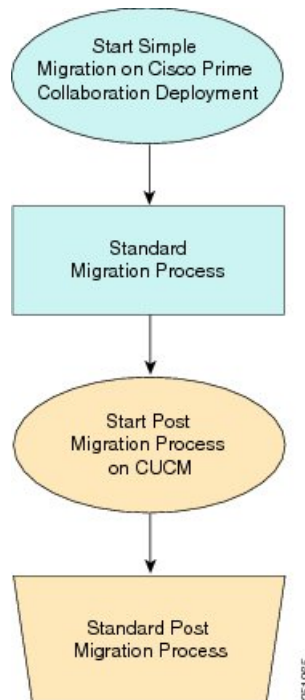 Start Simple
Migration on Cisco Prime
Collaboration Deployment
Standard
Migration Process
Start Post
Migration Process
on CUCM
Standard Post
Migration Process